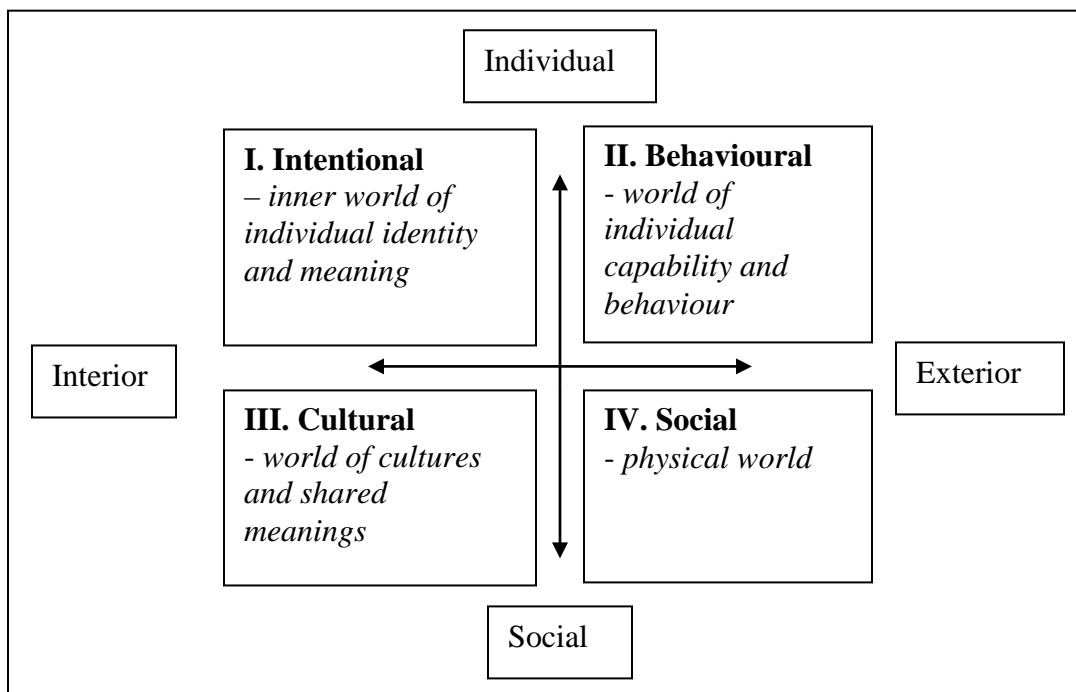 Individual
I. Intentional
– inner world of
individual identity
and meaning
II. Behavioural
- world of
individual
capability and
behaviour
Interior
Exterior
III. Cultural
- world of cultures
and shared
meanings
IV. Social
- physical world
Social